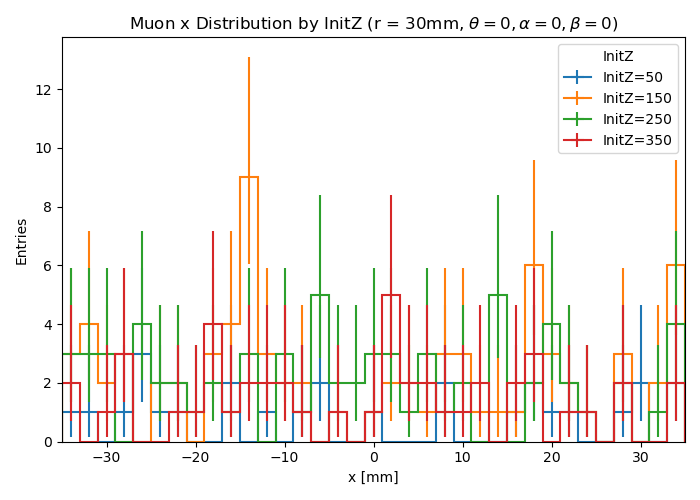 Muon x Distribution by InitZ (r = 30mm, θ = 0, α = 0, β = 0)
InitZ
InitZ=50
InitZ=150
InitZ=250
InitZ=350
Entries
12
10
8
6
4
2
0
−30 −20 −10 0 10 20 30
x [mm]